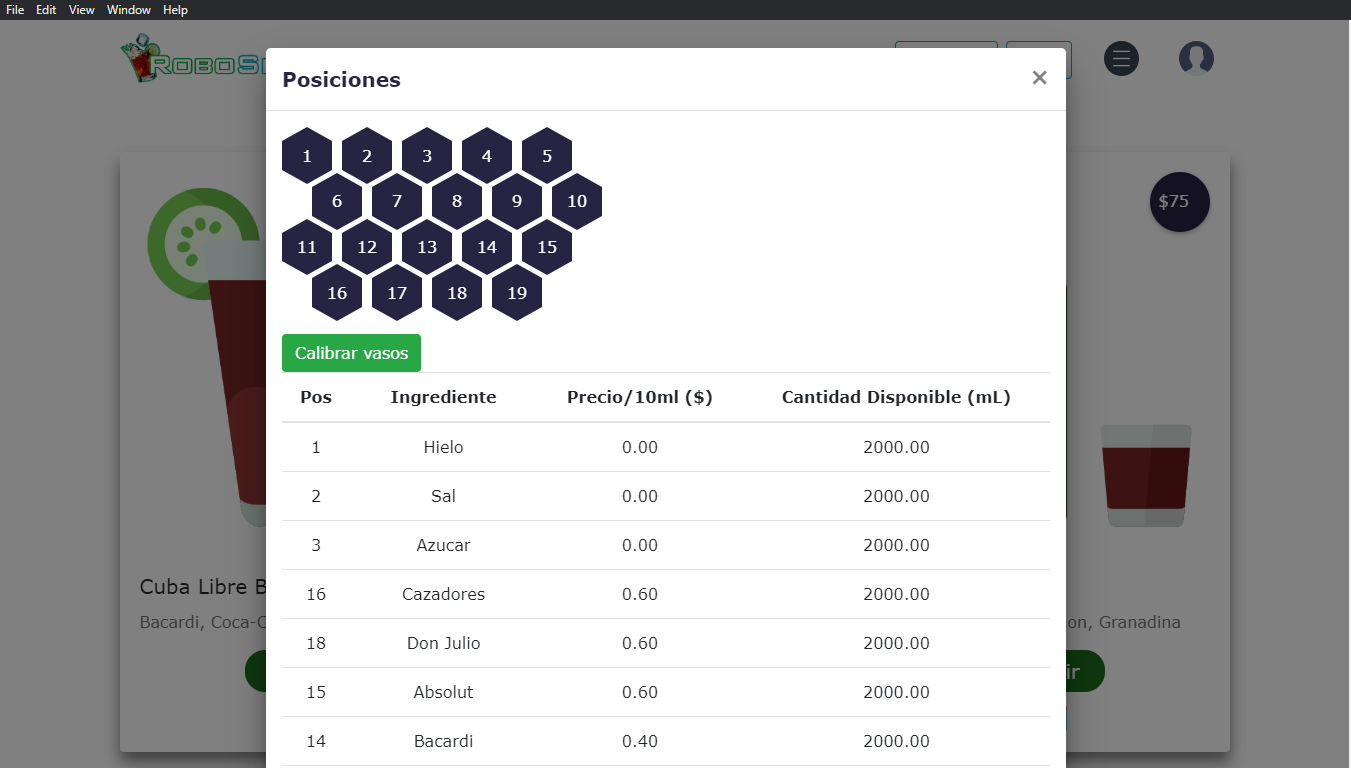 File Edit View Window Help
Posiciones ×
1 2 3 4 5
6 7 8 9 10
11 12 13 14 15
16 17 18 19
$75
Calibrar vasos
Pos Ingrediente Precio/10ml ($) Cantidad Disponible (mL)
1 Hielo 0.00 2000.00
2 Sal 0.00 2000.00
3 Azucar 0.00 2000.00
16 Cazadores 0.60 2000.00
18 Don Julio 0.60 2000.00
15 Absolut 0.60 2000.00
14 Bacardi 0.40 2000.00
Cuba Libre
Bacardi,
Granadina